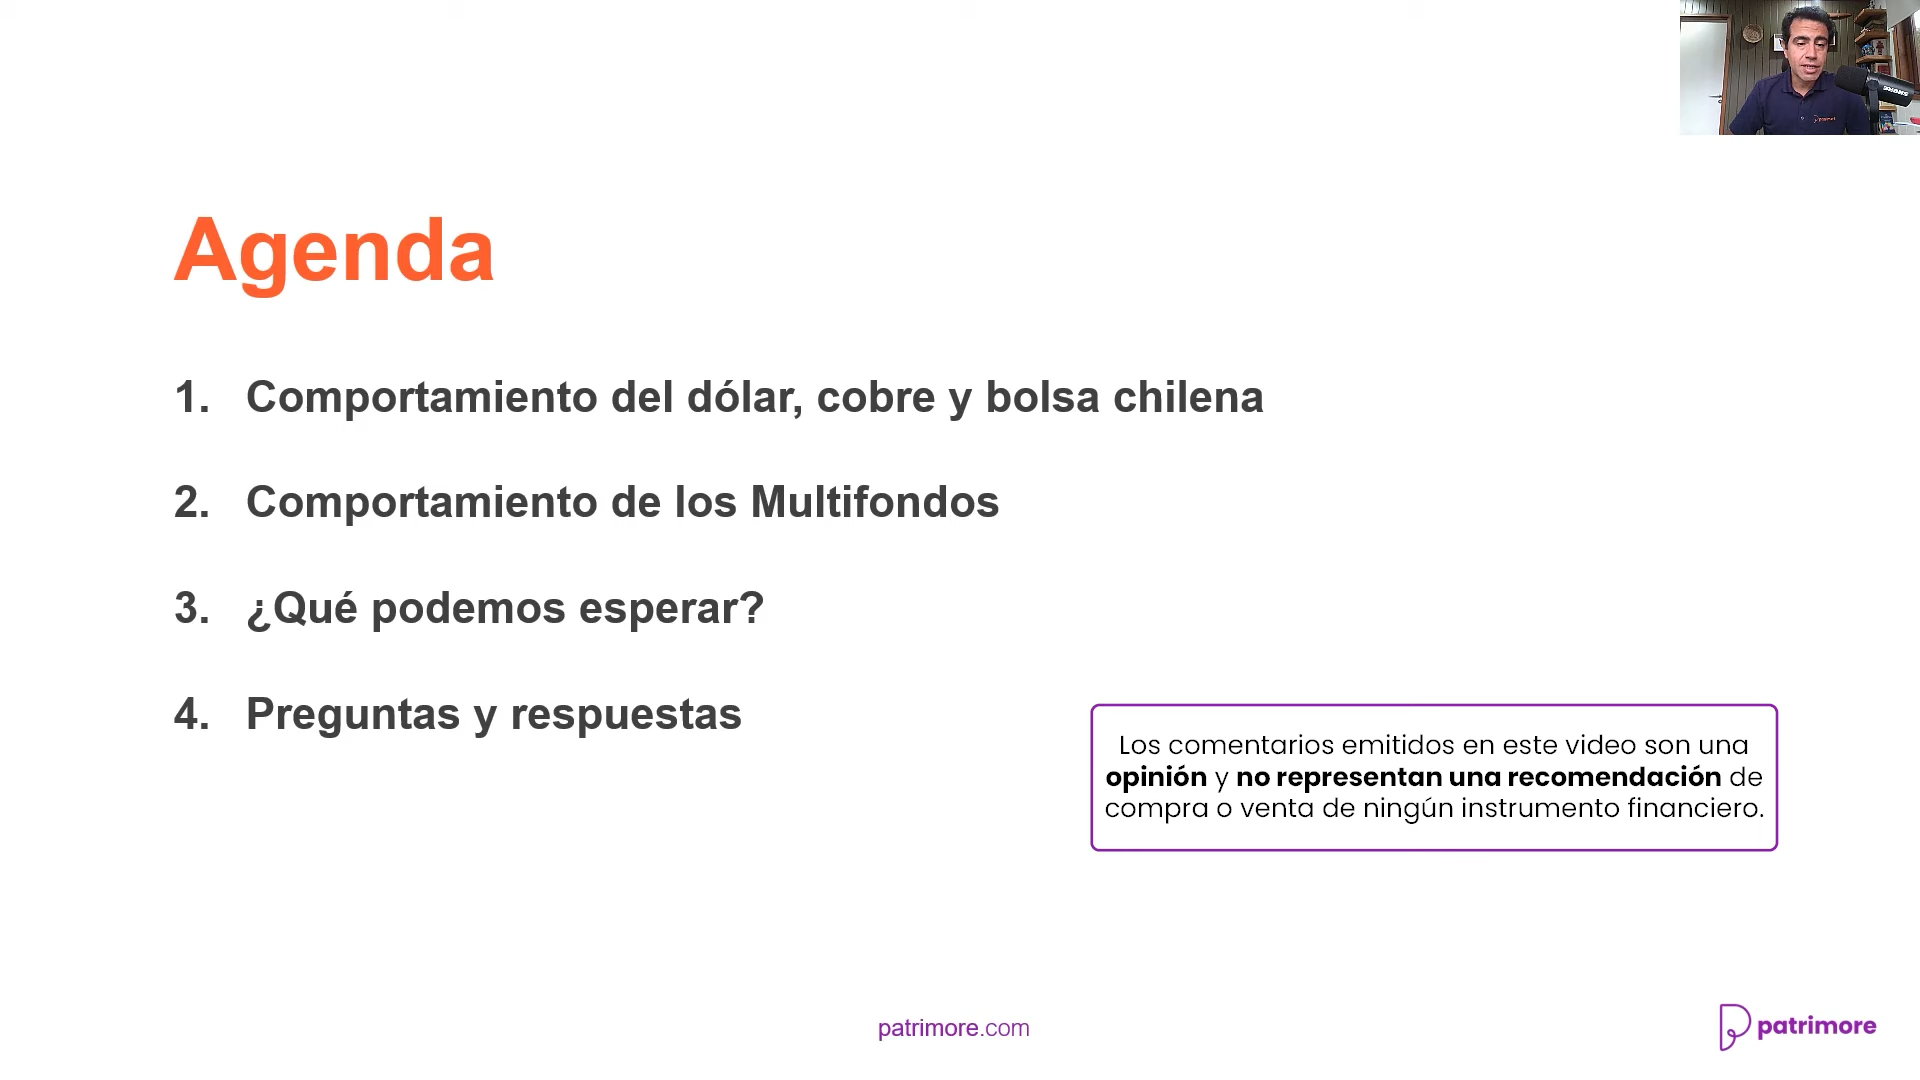 Agenda
1. Comportamiento del dólar, cobre y bolsa chilena
2. Comportamiento de los Multifondos
3. ¿Qué podemos esperar?
4. Preguntas y respuestas
Los comentarios emitidos en este video son una
opinión y no representan una recomendación de
compra o venta de ningún instrumento financiero.
patrimore.com
patrimore